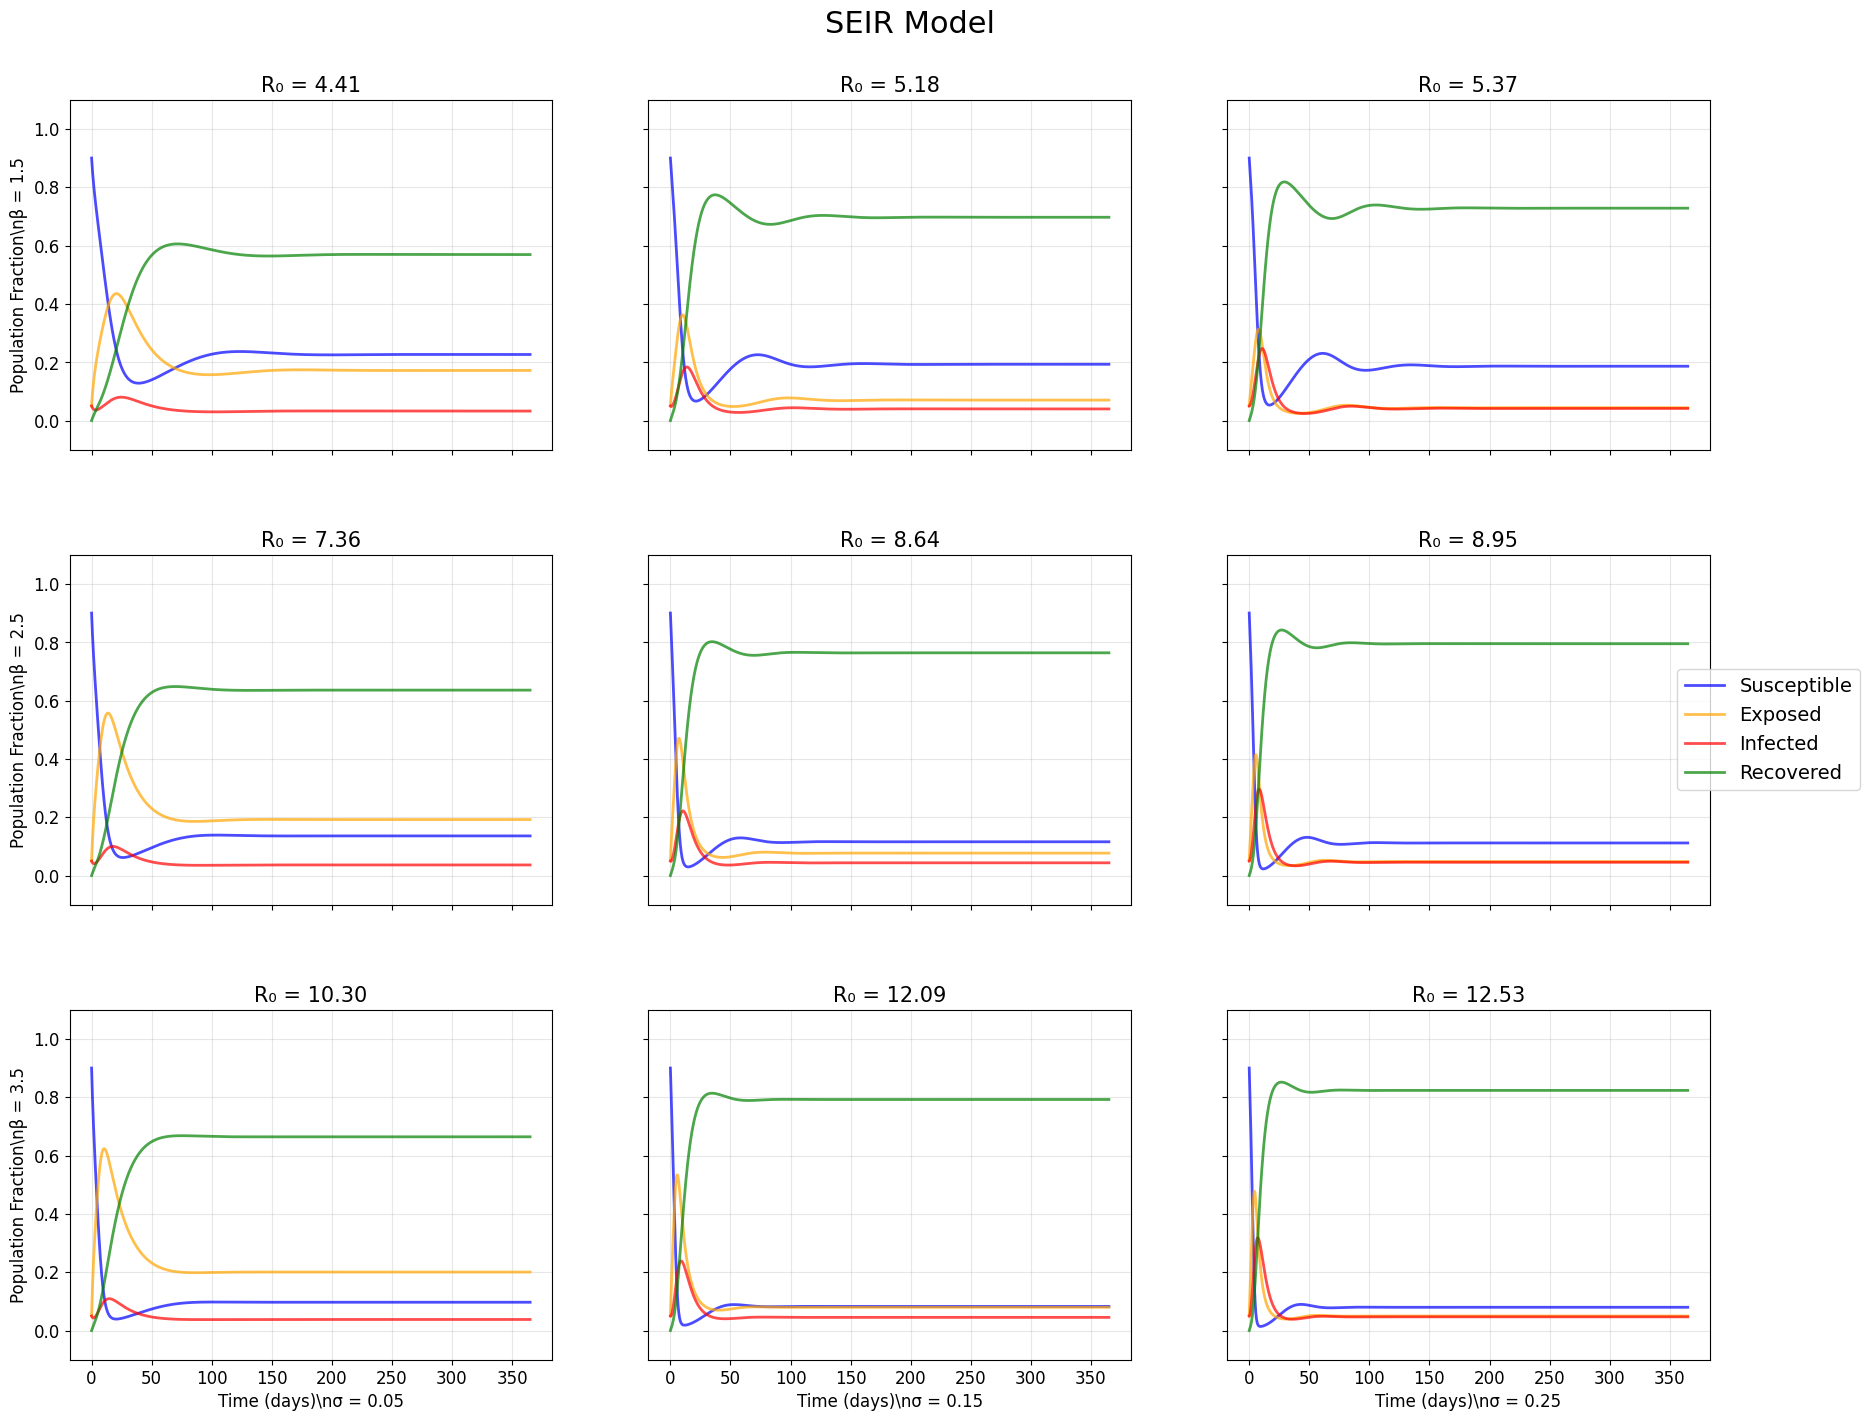 SEIR Model
R₀ = 4.41
R₀ = 5.18
R₀ = 5.37
1.0
0.8
0.6
0.4
0.2
0.0
Population Fraction\nβ = 1.5
R₀ = 7.36
R₀ = 8.64
R₀ = 8.95
1.0
0.8
0.6
0.4
0.2
0.0
Population Fraction\nβ = 2.5
Susceptible
Exposed
Infected
Recovered
R₀ = 10.30
R₀ = 12.09
R₀ = 12.53
1.0
0.8
0.6
0.4
0.2
0.0
Population Fraction\nβ = 3.5
0 50 100 150 200 250 300 350
Time (days)\nσ = 0.05
0 50 100 150 200 250 300 350
Time (days)\nσ = 0.15
0 50 100 150 200 250 300 350
Time (days)\nσ = 0.25